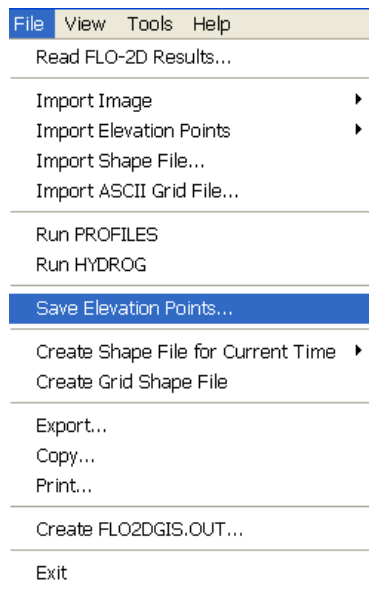 File View Tools Help
Read FLO-2D Results...
Import Image
Import Elevation Points
Import Shape File...
Import ASCII Grid File...
Run PROFILES
Run HYDROG
Save Elevation Points...
Create Shape File for Current Time
Create Grid Shape File
Export...
Copy...
Print...
Create FLO2DGIS.OUT...
Exit